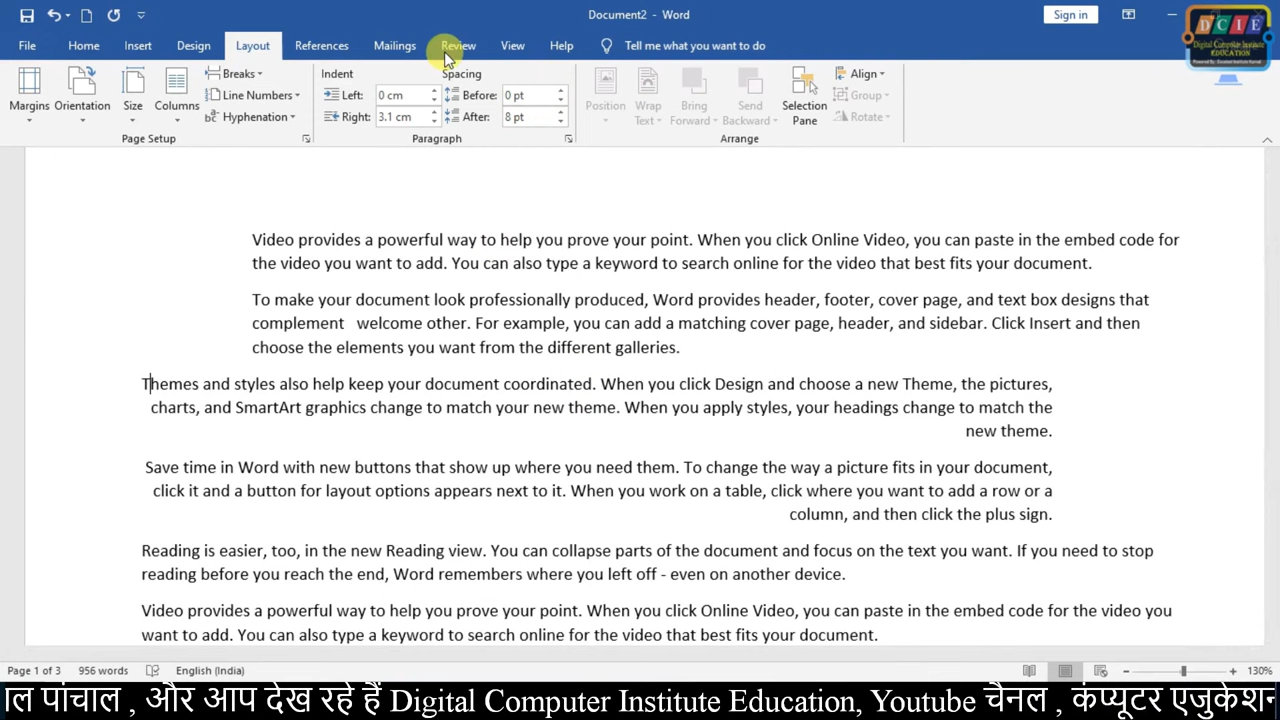 Document2 - Word
Sign in
DCIE
Digital Computer Institute
EDUCATION
File Home Insert Design Layout References Mailings Review View Help Tell me what you want to do
Margins Orientation Size Columns
Breaks
Line Numbers
Hyphenation
Page Setup
Indent
Left: 0 cm
Right: 3.1 cm
Spacing
Before: 0 pt
After: 8 pt
Paragraph
Position
Wrap Text
Bring Forward
Send Backward
Selection Pane
Align
Group
Rotate
Arrange
Video provides a powerful way to help you prove your point. When you click Online Video, you can paste in the embed code for
the video you want to add. You can also type a keyword to search online for the video that best fits your document.
To make your document look professionally produced, Word provides header, footer, cover page, and text box designs that
complement welcome other. For example, you can add a matching cover page, header, and sidebar. Click Insert and then
choose the elements you want from the different galleries.
Themes and styles also help keep your document coordinated. When you click Design and choose a new Theme, the pictures,
charts, and SmartArt graphics change to match your new theme. When you apply styles, your headings change to match the
new theme.
Save time in Word with new buttons that show up where you need them. To change the way a picture fits in your document,
click it and a button for layout options appears next to it. When you work on a table, click where you want to add a row or a
column, and then click the plus sign.
Reading is easier, too, in the new Reading view. You can collapse parts of the document and focus on the text you want. If you need to stop
reading before you reach the end, Word remembers where you left off - even on another device.
Video provides a powerful way to help you prove your point. When you click Online Video, you can paste in the embed code for the video you
want to add. You can also type a keyword to search online for the video that best fits your document.
Page 1 of 3 956 words English (India) 130%
ल पांचाल , और आप देख रहे हैं Digital Computer Institute Education, Youtube चैनल , कंप्यूटर एजुकेशन